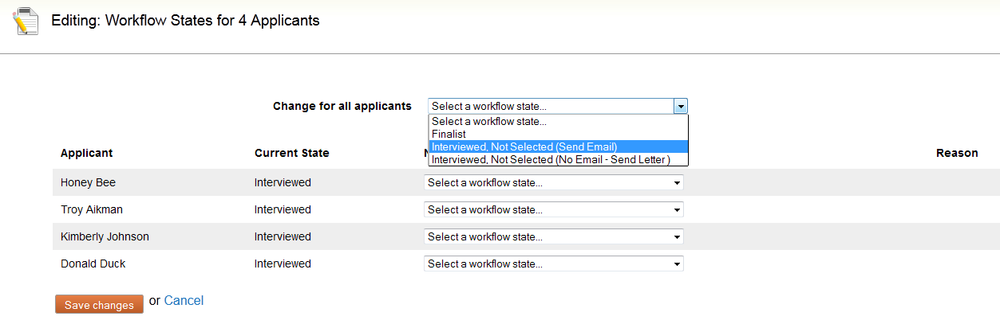 Editing: Workflow States for 4 Applicants
Change for all applicants Select a workflow state...
Select a workflow state...
Finalist
Interviewed, Not Selected (Send Email)
Interviewed, Not Selected (No Email - Send Letter )
Applicant Current State Reason
Honey Bee Interviewed Select a workflow state...
Troy Aikman Interviewed Select a workflow state...
Kimberly Johnson Interviewed Select a workflow state...
Donald Duck Interviewed Select a workflow state...
Save changes or Cancel